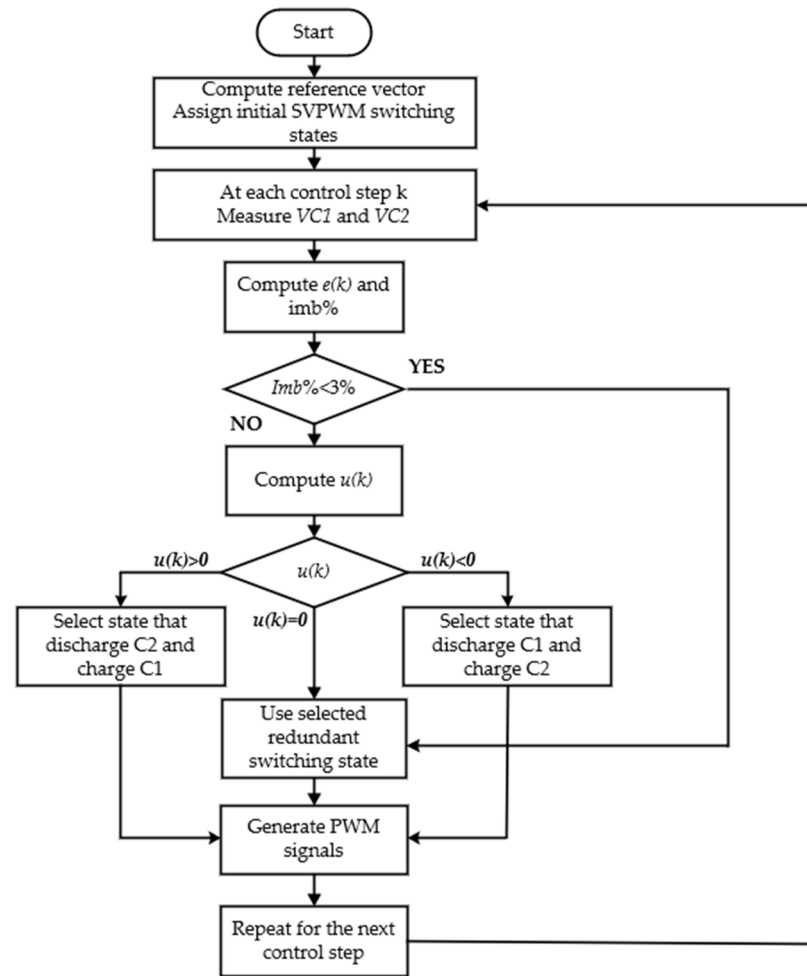 Start
Compute reference vector
Assign initial SVPWM switching
states
At each control step k
Measure VC1 and VC2
Compute e(k) and
imb%
Imb%<3%
YES
NO
Compute u(k)
u(k)>0
u(k)
u(k)<0
u(k)=0
Select state that
discharge C2 and
charge C1
Select state that
discharge C1 and
charge C2
Use selected
redundant
switching state
Generate PWM
signals
Repeat for the next
control step